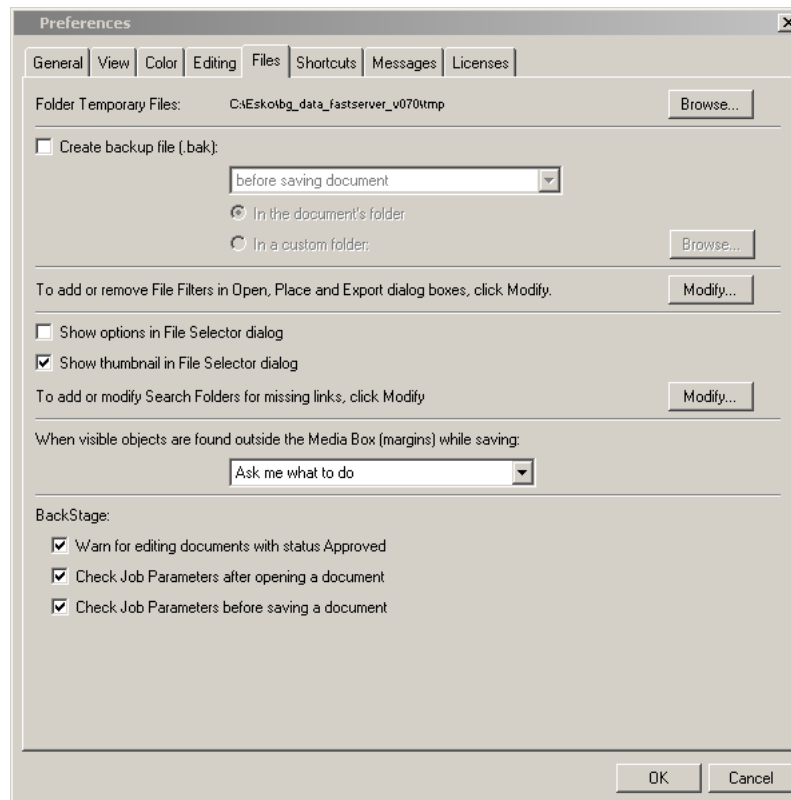 Preferences
General View Color Editing Files Shortcuts Messages Licenses
Folder Temporary Files: C:\Esko\bg_data_fastserver_v070\tmp Browse...
Create backup file (.bak):
before saving document
In the document's folder
In a custom folder: Browse...
To add or remove File Filters in Open, Place and Export dialog boxes, click Modify. Modify...
Show options in File Selector dialog
Show thumbnail in File Selector dialog
To add or modify Search Folders for missing links, click Modify Modify...
When visible objects are found outside the Media Box (margins) while saving:
Ask me what to do
BackStage:
Warn for editing documents with status Approved
Check Job Parameters after opening a document
Check Job Parameters before saving a document
OK Cancel